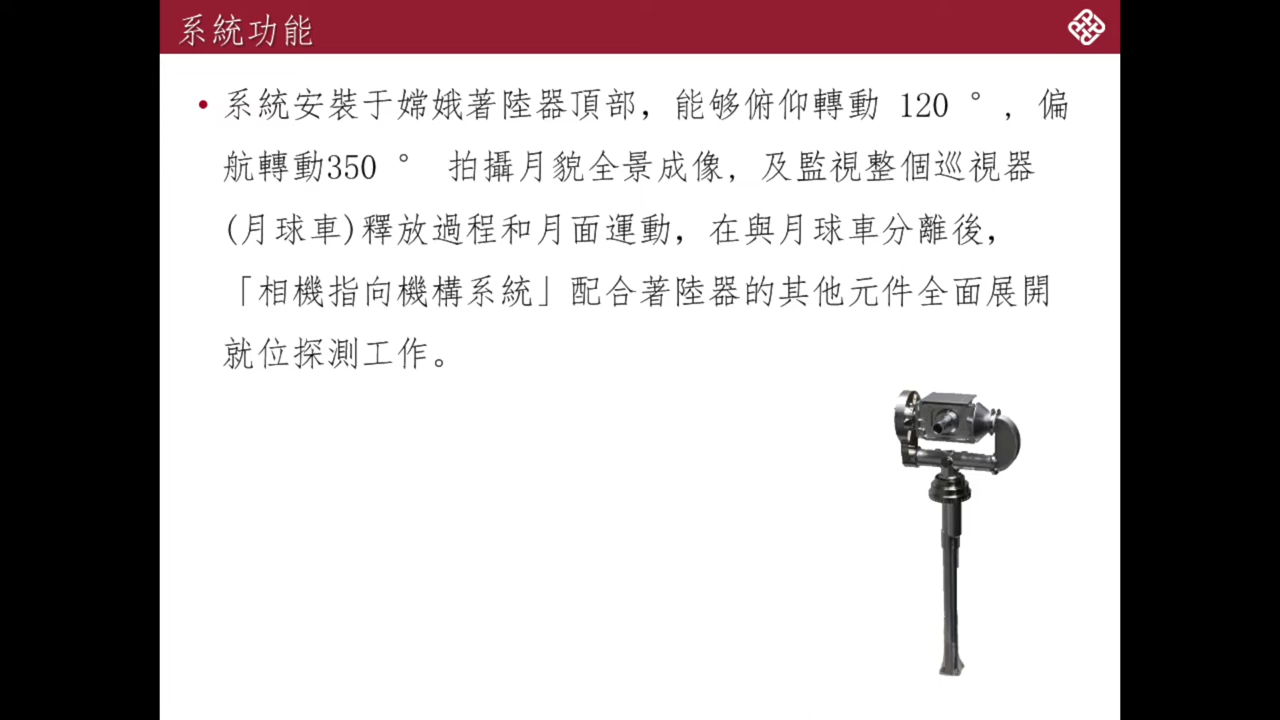 系統功能
• 系統安裝于嫦娥著陸器頂部，能够俯仰轉動 120 °，偏
航轉動350 ° 拍攝月貌全景成像，及監視整個巡視器
(月球車)釋放過程和月面運動，在與月球車分離後，
「相機指向機構系統」配合著陸器的其他元件全面展開
就位探測工作。